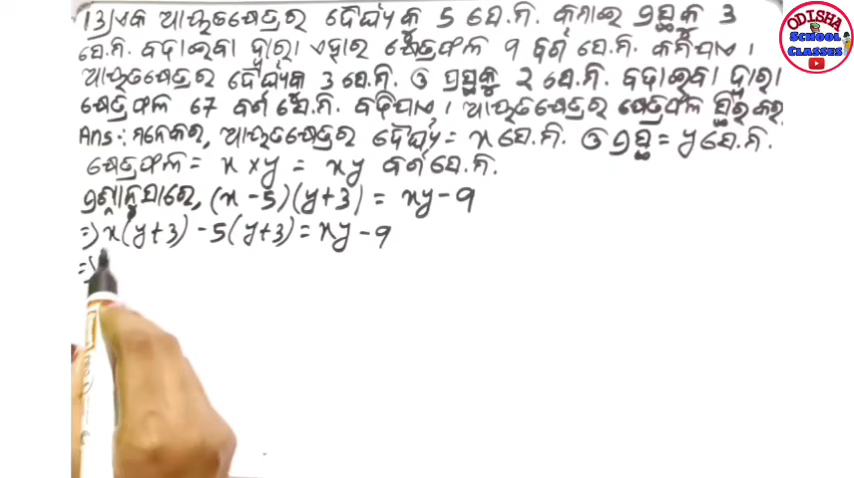 13) ଏକ ଆୟତକ୍ଷେତ୍ରର ଦୈର୍ଘ୍ୟକୁ 5 ସେ.ମି. କମାଇ ପ୍ରସ୍ଥକୁ 3
ସେ.ମି. ବଢାଇବା ଦ୍ୱାରା ଏହାର କ୍ଷେତ୍ରଫଳ 9 ବର୍ଗ ସେ.ମି. କମିଯାଏ ।
ଆୟତକ୍ଷେତ୍ରର ଦୈର୍ଘ୍ୟକୁ 3 ସେ.ମି. ଓ ପ୍ରସ୍ଥକୁ 2 ସେ.ମି. ବଢାଇବା ଦ୍ୱାରା
କ୍ଷେତ୍ରଫଳ 67 ବର୍ଗ ସେ.ମି. ବଢିଯାଏ । ଆୟତକ୍ଷେତ୍ରର କ୍ଷେତ୍ରଫଳ ସ୍ଥିର କର
Ans: ମନେକର, ଆୟତକ୍ଷେତ୍ରର ଦୈର୍ଘ୍ୟ = x ସେ.ମି. ଓ ପ୍ରସ୍ଥ = y ସେ.ମି.
କ୍ଷେତ୍ରଫଳ = x × y = xy ବର୍ଗ ସେ.ମି.
ପ୍ରଶ୍ନାନୁସାରେ, (x - 5)(y + 3) = xy - 9
⇒ x(y + 3) - 5(y + 3) = xy - 9
⇒
ODISHA
School
CLASSES